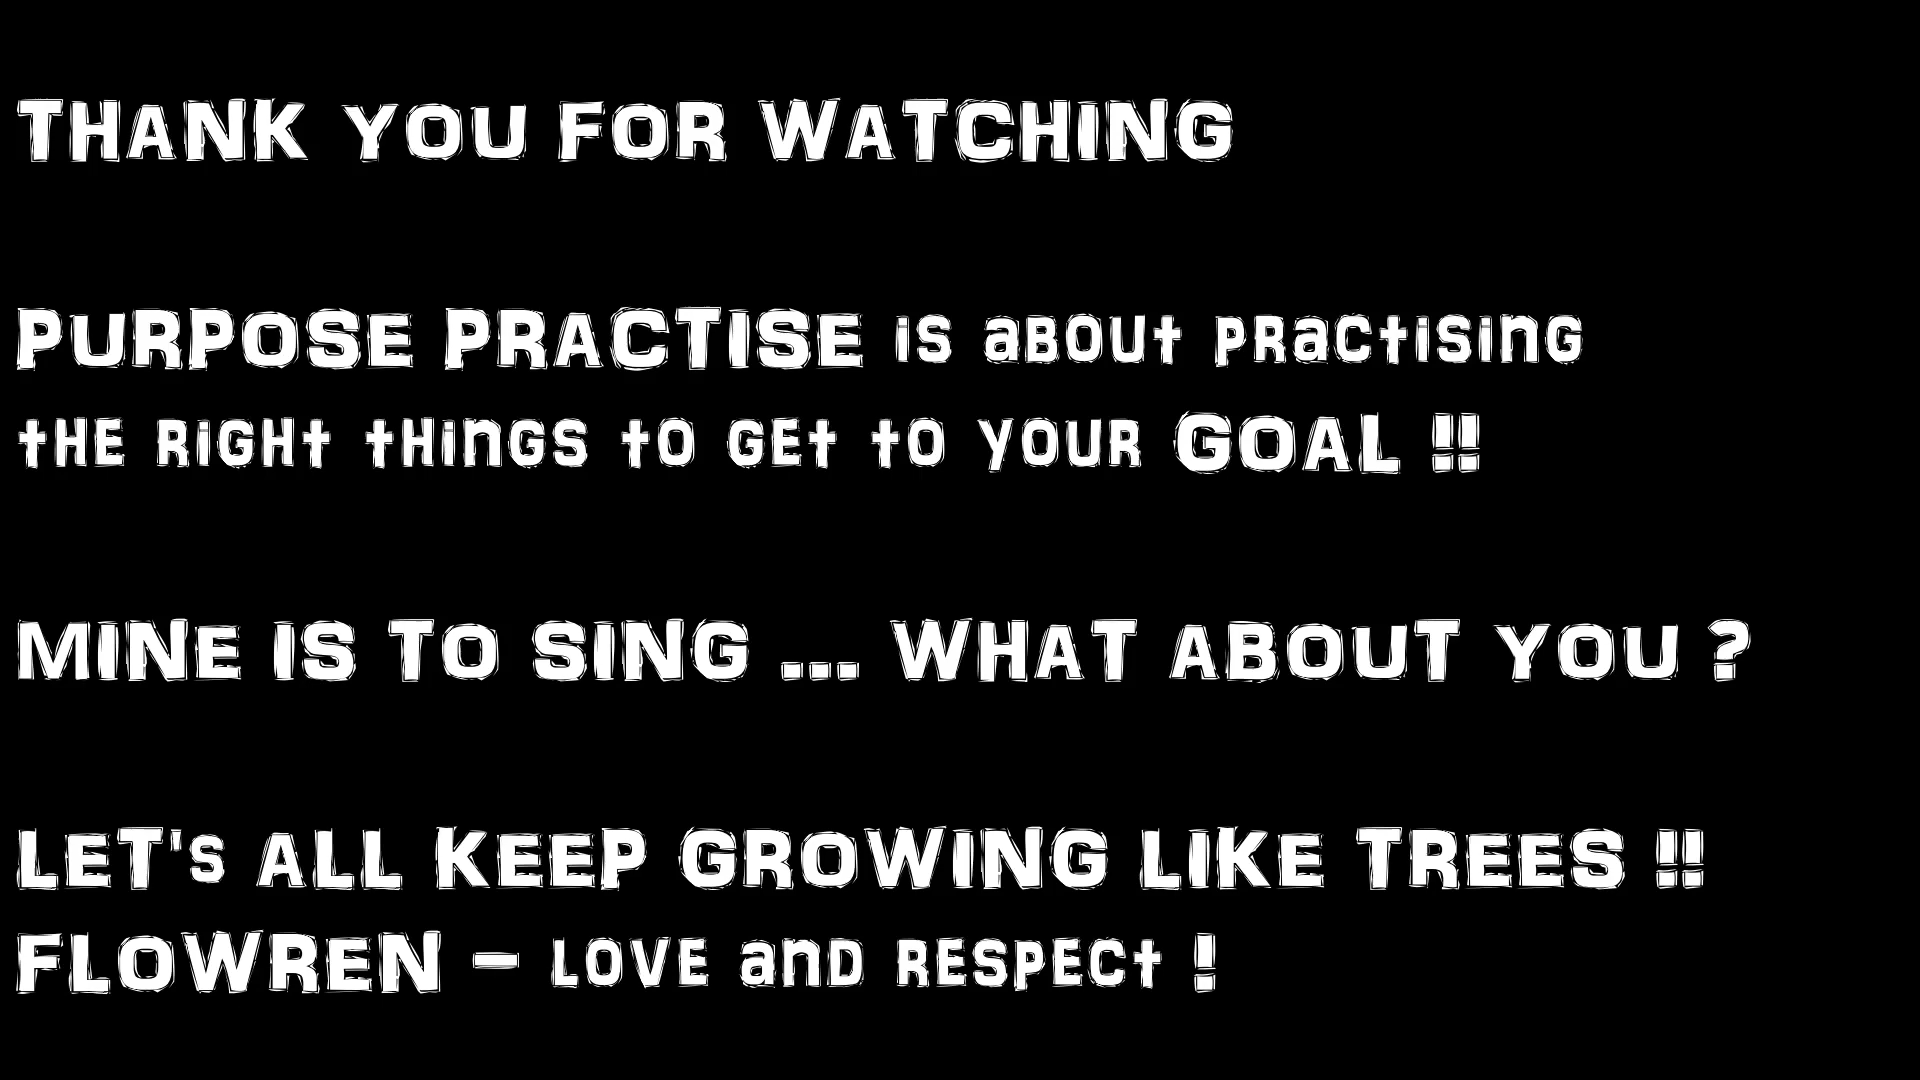 THANK YOU FOR WATCHING
PURPOSE PRACTISE is about practising
the right things to get to your GOAL !!
MINE IS TO SING ... WHAT ABOUT YOU ?
LET's ALL KEEP GROWING LIKE TREES !!
FLOWREN - love and respect !